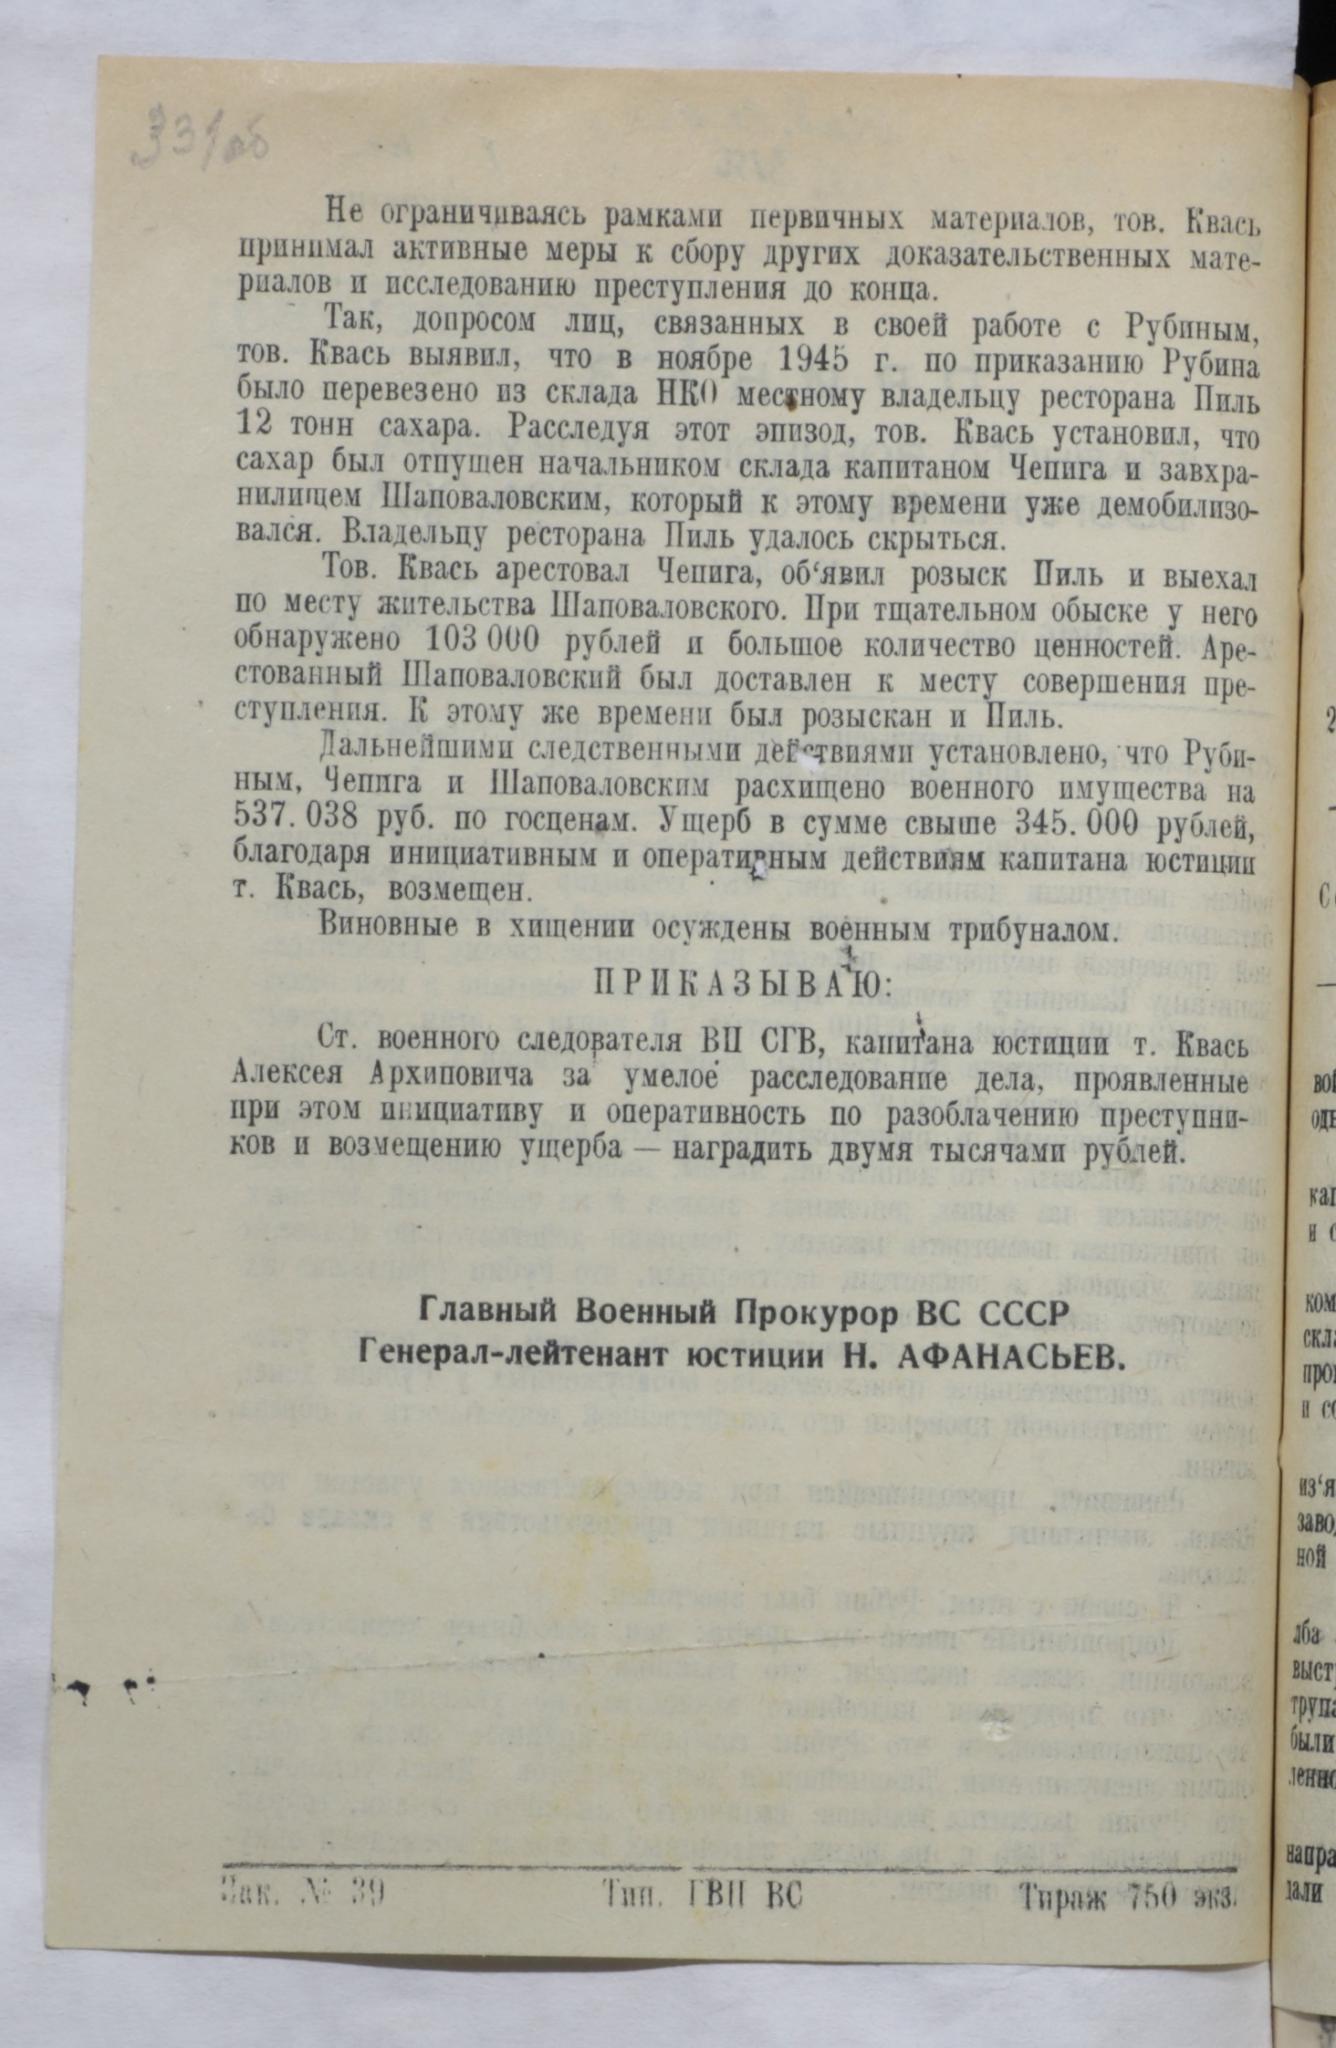 331об
Не ограничиваясь рамками первичных материалов, тов. Квась
принимал активные меры к сбору других доказательственных мате-
риалов и исследованию преступления до конца.
Так, допросом лиц, связанных в своей работе с Рубиным,
тов. Квась выявил, что в ноябре 1945 г. по приказанию Рубина
было перевезено из склада НКО местному владельцу ресторана Пиль
12 тонн сахара. Расследуя этот эпизод, тов. Квась установил, что
сахар был отпущен начальником склада капитаном Чепига и завхра-
нилищем Шаповаловским, который к этому времени уже демобилизо-
вался. Владельцу ресторана Пиль удалось скрыться.
Тов. Квась арестовал Чепига, об‘явил розыск Пиль и выехал
по месту жительства Шаповаловского. При тщательном обыске у него
обнаружено 103 000 рублей и большое количество ценностей. Аре-
стованный Шаповаловский был доставлен к месту совершения пре-
ступления. К этому же времени был розыскан и Пиль.
Дальнейшими следственными действиями установлено, что Руби-
ным, Чепига и Шаповаловским расхищено военного имущества на
537. 038 руб. по госценам. Ущерб в сумме свыше 345. 000 рублей,
благодаря инициативным и оперативным действиям капитана юстиции
т. Квась, возмещен.
Виновные в хищении осуждены военным трибуналом.
ПРИКАЗЫВАЮ:
Ст. военного следователя ВП СГВ, капитана юстиции т. Квась
Алексея Архиповича за умелое расследование дела, проявленные
при этом инициативу и оперативность по разоблачению преступни-
ков и возмещению ущерба — наградить двумя тысячами рублей.
Главный Военный Прокурор ВС СССР
Генерал-лейтенант юстиции Н. АФАНАСЬЕВ.
Зак. № 39 Тип. ГВП ВС Тираж 750 экз.